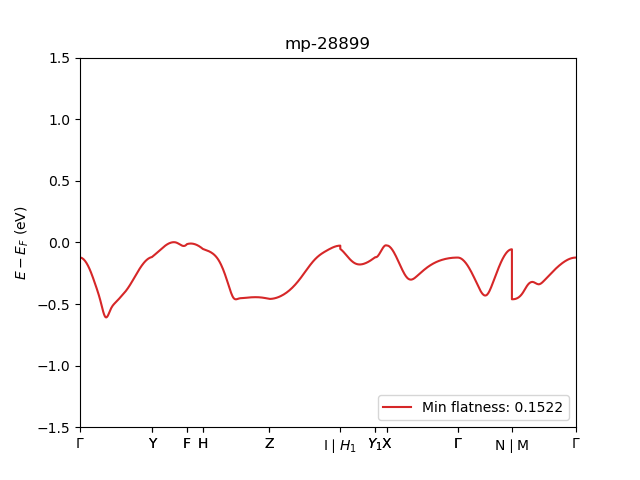 mp-28899
1.5
1.0
0.5
0.0
−0.5
−1.0
−1.5
E − E_F (eV)
Min flatness: 0.1522
Γ Y F H Z I | H₁ Y₁ X Γ N | M Γ